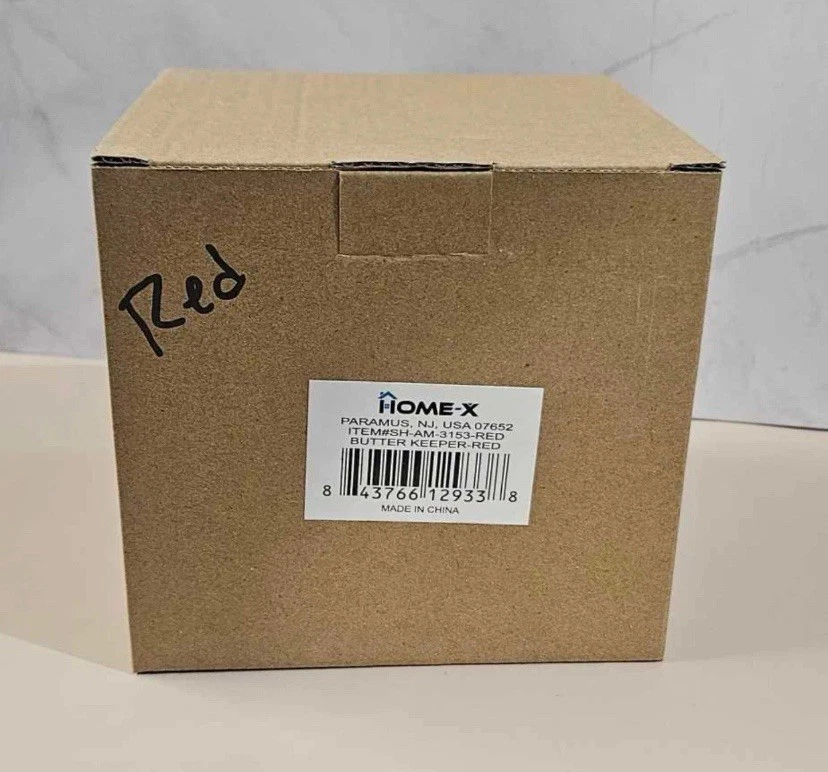 Red
HOME-X
PARAMUS, NJ, USA 07652
ITEM#SH-AM-3153-RED
BUTTER KEEPER-RED
8 43766 12933 8
MADE IN CHINA